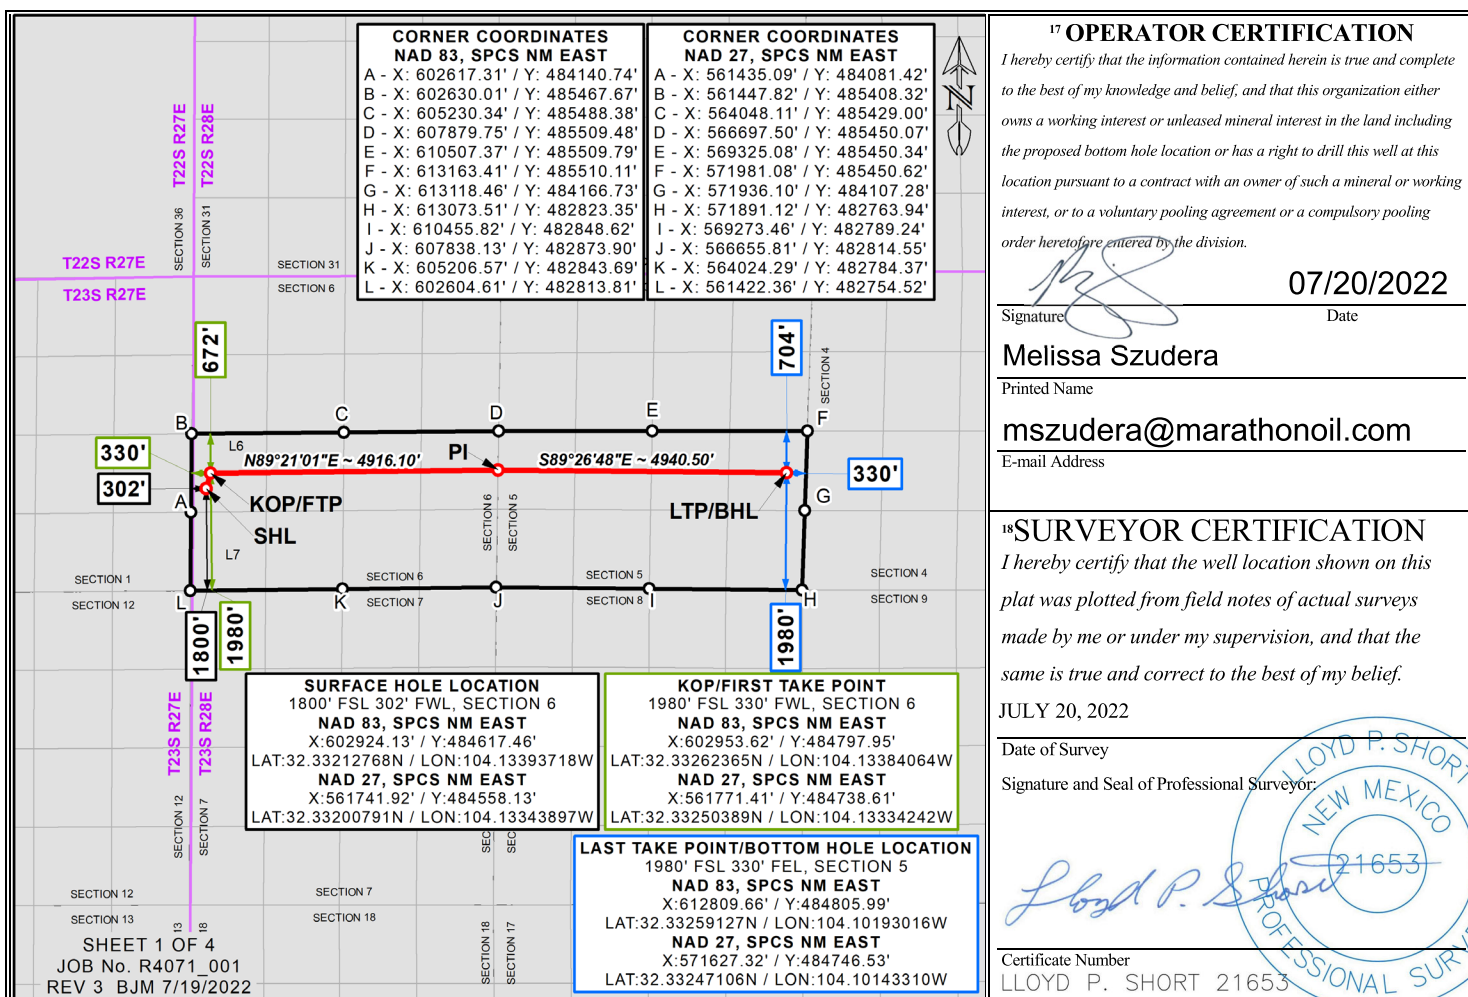 CORNER COORDINATES
NAD 83, SPCS NM EAST
A - X: 602617.31' / Y: 484140.74'
B - X: 602630.01' / Y: 485467.67'
C - X: 605230.34' / Y: 485488.38'
D - X: 607879.75' / Y: 485509.48'
E - X: 610507.37' / Y: 485509.79'
F - X: 613163.41' / Y: 485510.11'
G - X: 613118.46' / Y: 484166.73'
H - X: 613073.51' / Y: 482823.35'
I - X: 610455.82' / Y: 482848.62'
J - X: 607838.13' / Y: 482873.90'
K - X: 605206.57' / Y: 482843.69'
L - X: 602604.61' / Y: 482813.81'
CORNER COORDINATES
NAD 27, SPCS NM EAST
A - X: 561435.09' / Y: 484081.42'
B - X: 561447.82' / Y: 485408.32'
C - X: 564048.11' / Y: 485429.00'
D - X: 566697.50' / Y: 485450.07'
E - X: 569325.08' / Y: 485450.34'
F - X: 571981.08' / Y: 485450.62'
G - X: 571936.10' / Y: 484107.28'
H - X: 571891.12' / Y: 482763.94'
I - X: 569273.46' / Y: 482789.24'
J - X: 566655.81' / Y: 482814.55'
K - X: 564024.29' / Y: 482784.37'
L - X: 561422.36' / Y: 482754.52'
N
T22S R27E
T22S R28E
SECTION 36
SECTION 31
T22S R27E
T23S R27E
SECTION 31
SECTION 6
672'
704'
SECTION 4
B
C
D
E
F
330'
302'
L6
N89°21'01"E ~ 4916.10'
PI
S89°26'48"E ~ 4940.50'
330'
A
KOP/FTP
SHL
LTP/BHL
G
L7
SECTION 6
SECTION 5
SECTION 1
SECTION 12
SECTION 6
SECTION 7
SECTION 5
SECTION 8
SECTION 4
SECTION 9
L
K
J
I
H
1800'
1980'
1980'
T23S R27E
T23S R28E
SURFACE HOLE LOCATION
1800' FSL 302' FWL, SECTION 6
NAD 83, SPCS NM EAST
X:602924.13' / Y:484617.46'
LAT:32.33212768N / LON:104.13393718W
NAD 27, SPCS NM EAST
X:561741.92' / Y:484558.13'
LAT:32.33200791N / LON:104.13343897W
KOP/FIRST TAKE POINT
1980' FSL 330' FWL, SECTION 6
NAD 83, SPCS NM EAST
X:602953.62' / Y:484797.95'
LAT:32.33262365N / LON:104.13384064W
NAD 27, SPCS NM EAST
X:561771.41' / Y:484738.61'
LAT:32.33250389N / LON:104.13334242W
LAST TAKE POINT/BOTTOM HOLE LOCATION
1980' FSL 330' FEL, SECTION 5
NAD 83, SPCS NM EAST
X:612809.66' / Y:484805.99'
LAT:32.33259127N / LON:104.10193016W
NAD 27, SPCS NM EAST
X:571627.32' / Y:484746.53'
LAT:32.33247106N / LON:104.10143310W
SECTION 12
SECTION 7
SEC
SEC
SECTION 12
SECTION 13
SECTION 7
SECTION 18
13
18
SECTION 18
SECTION 17
SHEET 1 OF 4
JOB No. R4071_001
REV 3 BJM 7/19/2022
17 OPERATOR CERTIFICATION
I hereby certify that the information contained herein is true and complete
to the best of my knowledge and belief, and that this organization either
owns a working interest or unleased mineral interest in the land including
the proposed bottom hole location or has a right to drill this well at this
location pursuant to a contract with an owner of such a mineral or working
interest, or to a voluntary pooling agreement or a compulsory pooling
order heretofore entered by the division.
07/20/2022
Signature Date
Melissa Szudera
Printed Name
mszudera@marathonoil.com
E-mail Address
18 SURVEYOR CERTIFICATION
I hereby certify that the well location shown on this
plat was plotted from field notes of actual surveys
made by me or under my supervision, and that the
same is true and correct to the best of my belief.
JULY 20, 2022
Date of Survey
Signature and Seal of Professional Surveyor:
LLOYD P. SHORT
NEW MEXICO
21653
PROFESSIONAL SURV
Lloyd P. Short
Certificate Number
LLOYD P. SHORT 21653